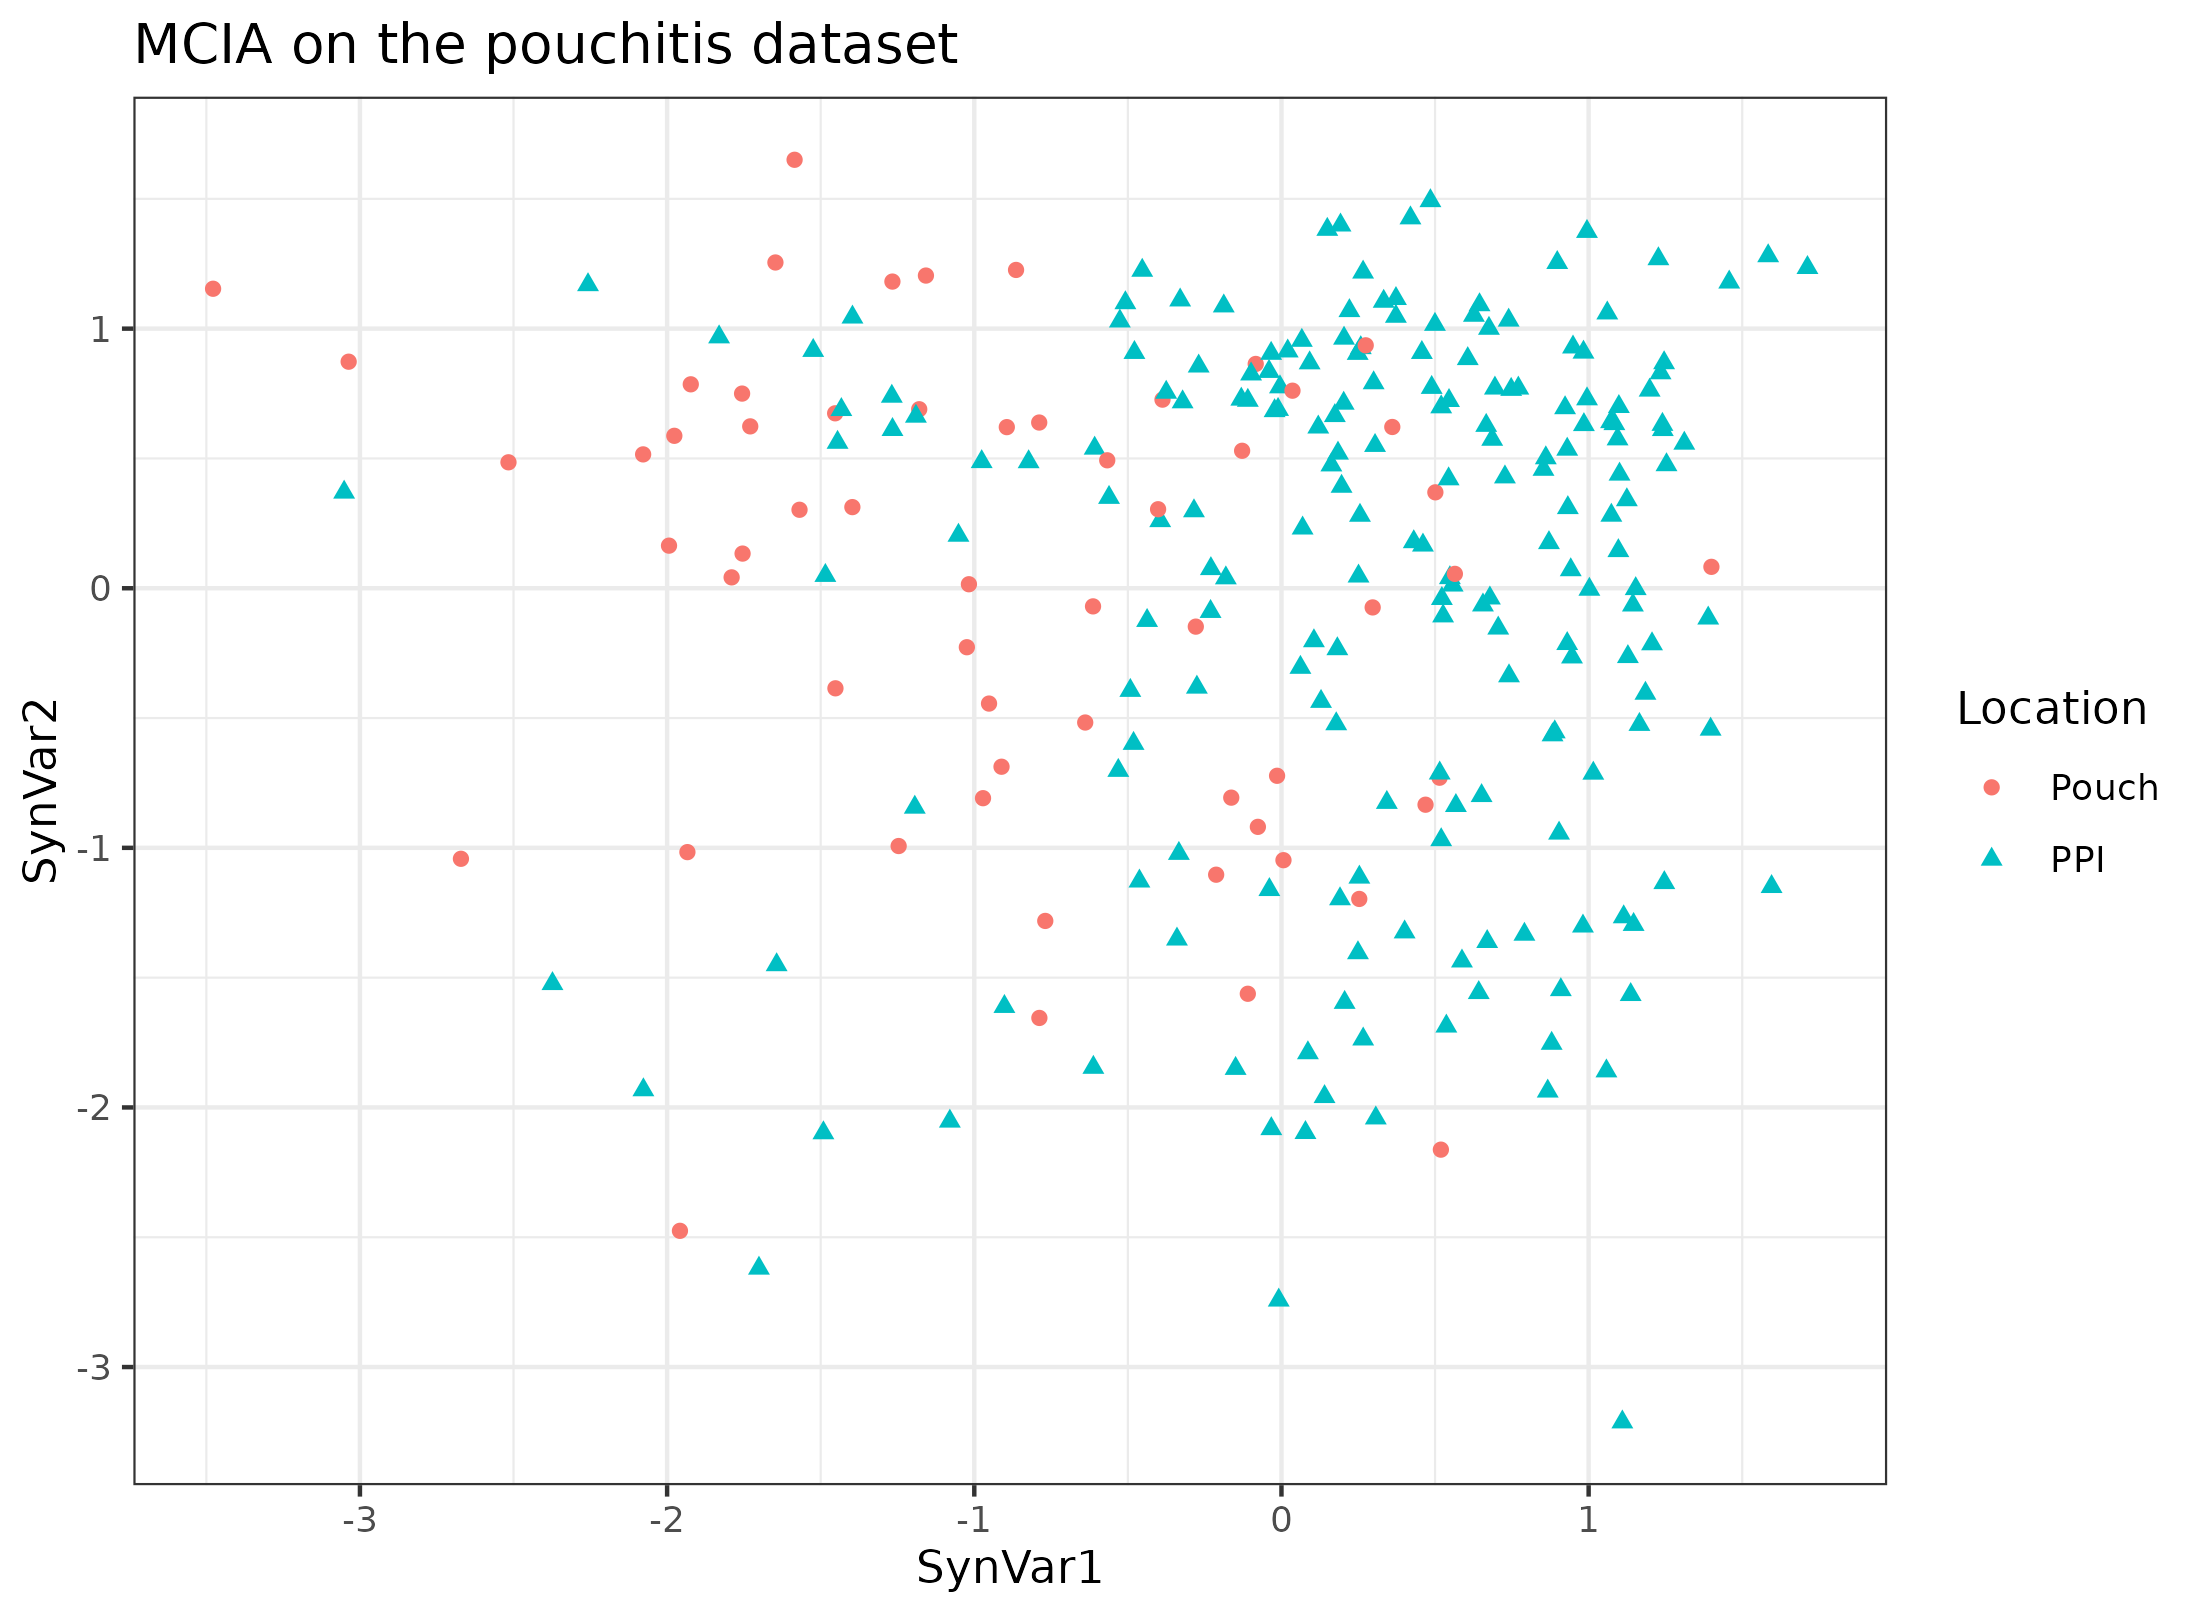 MCIA on the pouchitis dataset
1
0
-1
-2
-3
SynVar2
-3
-2
-1
0
1
SynVar1
Location
Pouch
PPI